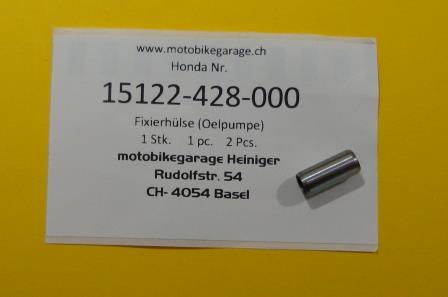 www.motobikegarage.ch
Honda Nr.
15122-428-000
Fixierhülse (Oelpumpe)
1 Stk. 1 pc. 2 Pcs.
motobikegarage Heiniger
Rudolfstr. 54
CH- 4054 Basel